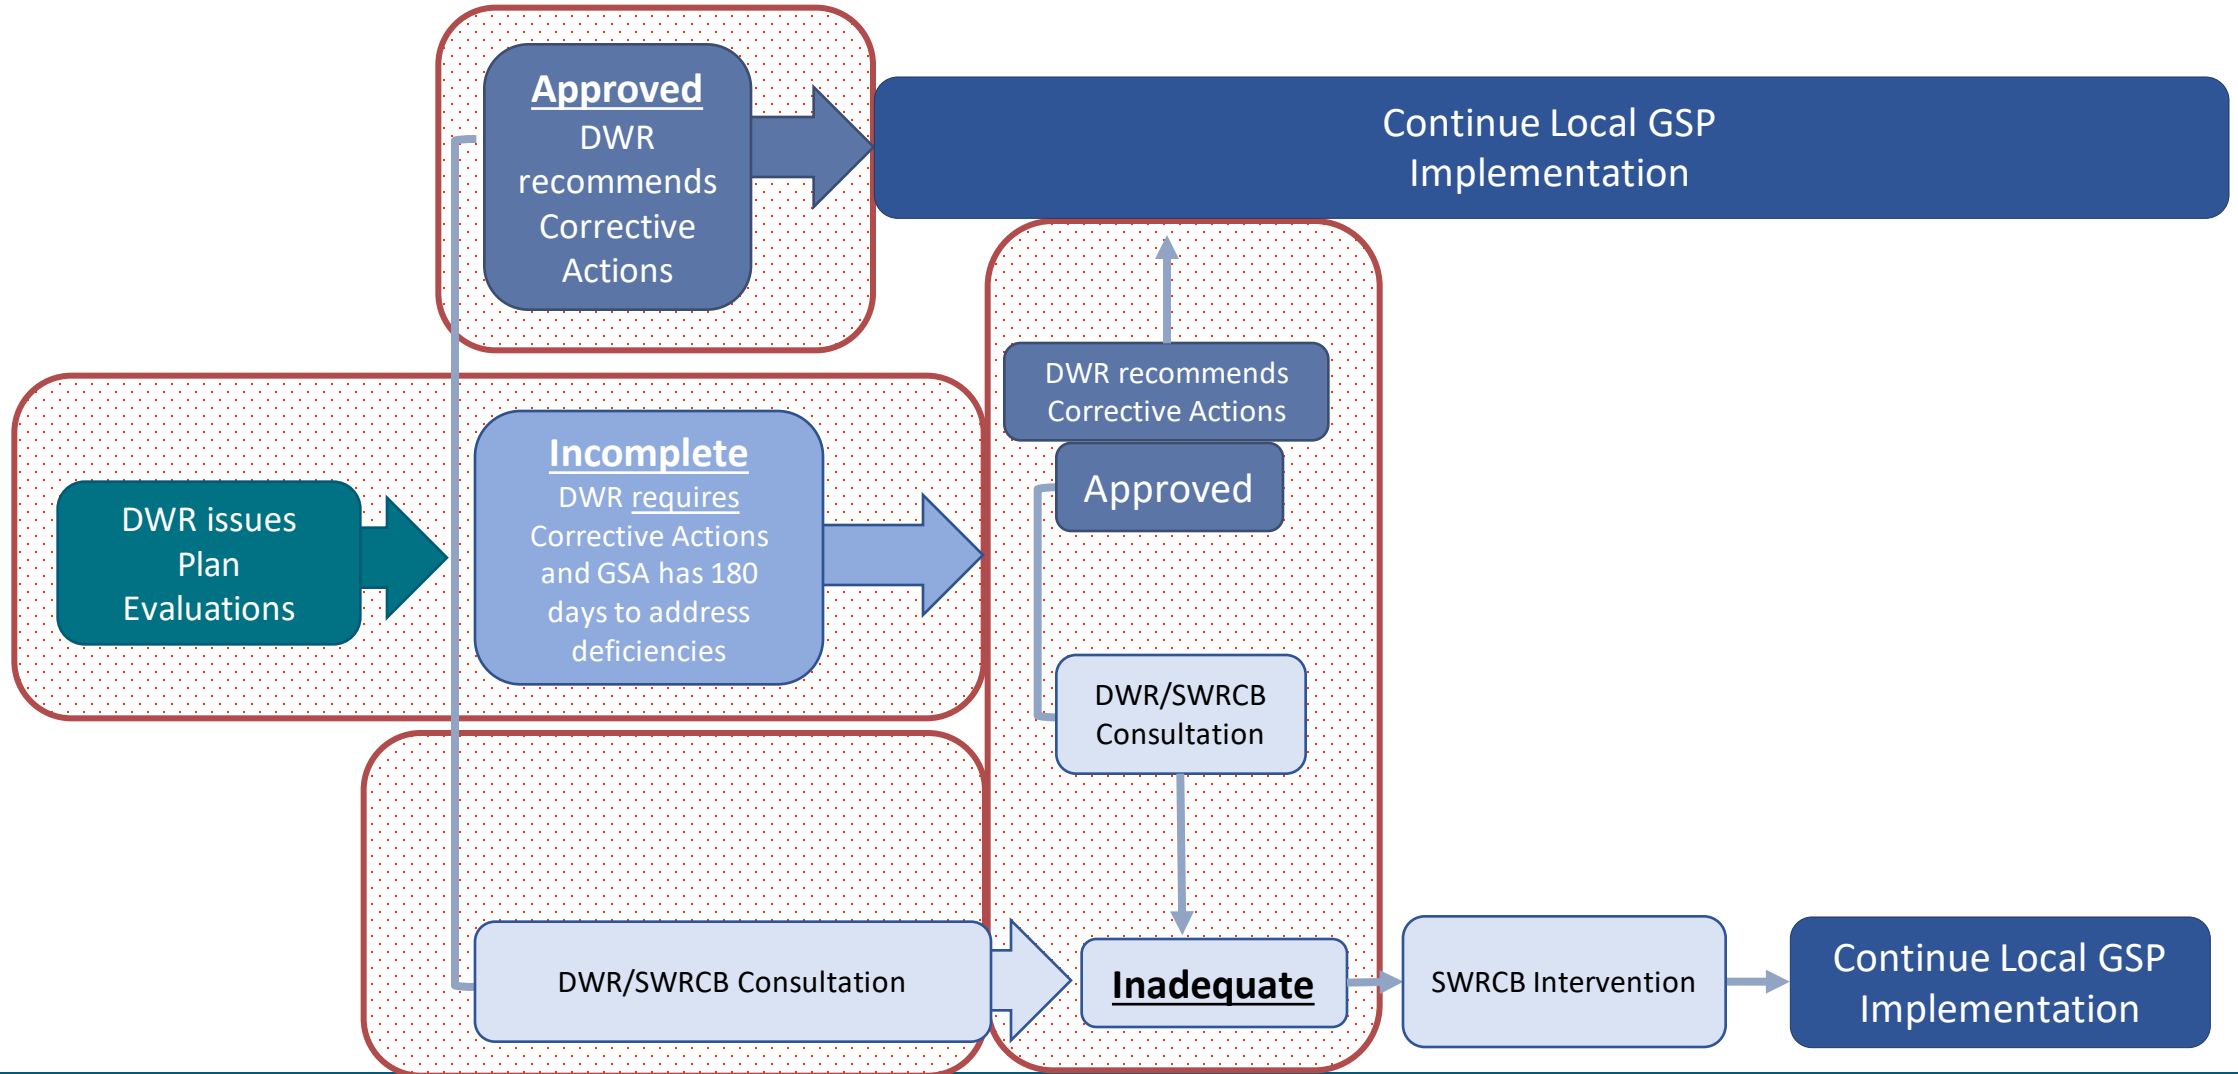 Approved
DWR
recommends
Corrective
Actions
Continue Local GSP
Implementation
DWR issues
Plan
Evaluations
Incomplete
DWR requires
Corrective Actions
and GSA has 180
days to address
deficiencies
DWR recommends
Corrective Actions
Approved
DWR/SWRCB
Consultation
DWR/SWRCB Consultation
Inadequate
SWRCB Intervention
Continue Local GSP
Implementation